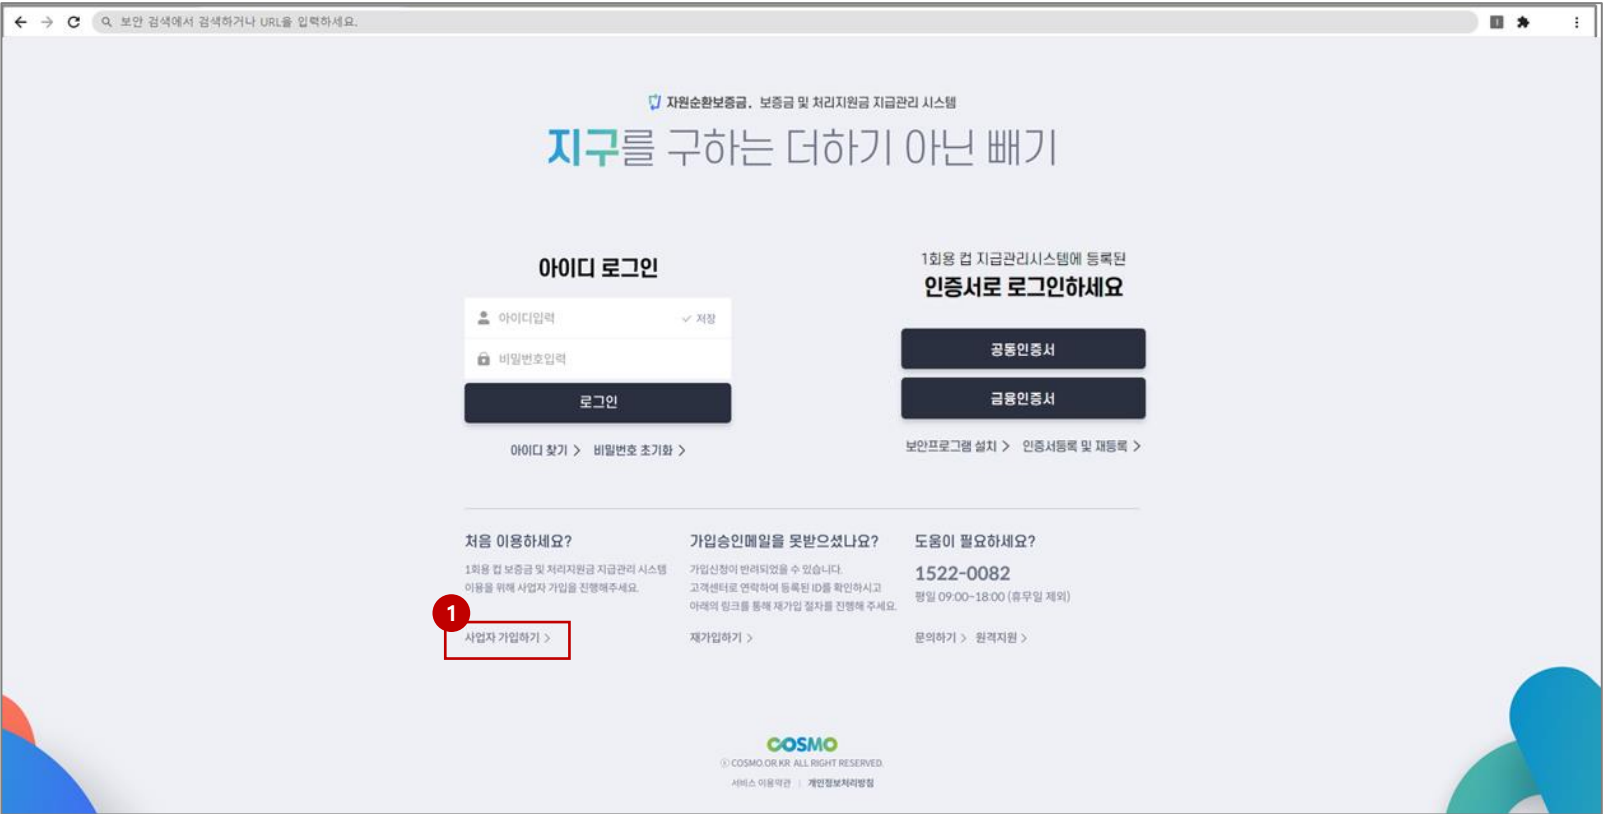 보안 검색에서 검색하거나 URL을 입력하세요.
자원순환보증금. 보증금 및 처리지원금 지급관리 시스템
지구를 구하는 더하기 아닌 빼기
아이디 로그인
아이디입력
저장
비밀번호입력
로그인
아이디 찾기 > 비밀번호 초기화 >
1회용 컵 지급관리시스템에 등록된
인증서로 로그인하세요
공동인증서
금융인증서
보안프로그램 설치 > 인증서등록 및 재등록 >
처음 이용하세요?
1회용 컵 보증금 및 처리지원금 지급관리 시스템
이용을 위해 사업자 가입을 진행해주세요.
1
사업자 가입하기 >
가입승인메일을 못받으셨나요?
가입신청이 반려되었을 수 있습니다.
고객센터로 연락하여 등록된 ID를 확인하시고
아래의 링크를 통해 재가입 절차를 진행해 주세요.
재가입하기 >
도움이 필요하세요?
1522-0082
평일 09:00~18:00 (휴무일 제외)
문의하기 > 원격지원 >
COSMO
ⓒ COSMO.OR.KR ALL RIGHT RESERVED.
서비스 이용약관 | 개인정보처리방침